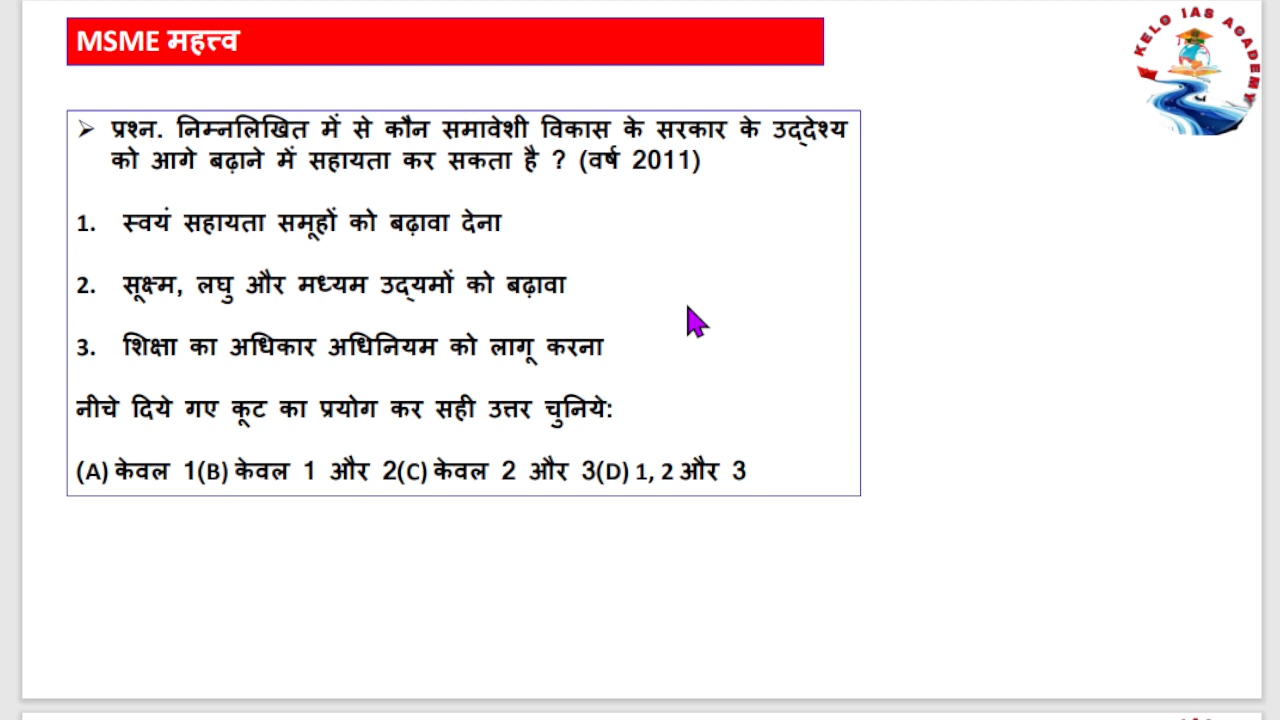 MSME महत्त्व
KELO IAS ACADEMY
➢ प्रश्न. निम्नलिखित में से कौन समावेशी विकास के सरकार के उद्देश्य
को आगे बढ़ाने में सहायता कर सकता है ? (वर्ष 2011)
1. स्वयं सहायता समूहों को बढ़ावा देना
2. सूक्ष्म, लघु और मध्यम उद्यमों को बढ़ावा
3. शिक्षा का अधिकार अधिनियम को लागू करना
नीचे दिये गए कूट का प्रयोग कर सही उत्तर चुनिये:
(A) केवल 1(B) केवल 1 और 2(C) केवल 2 और 3(D) 1, 2 और 3